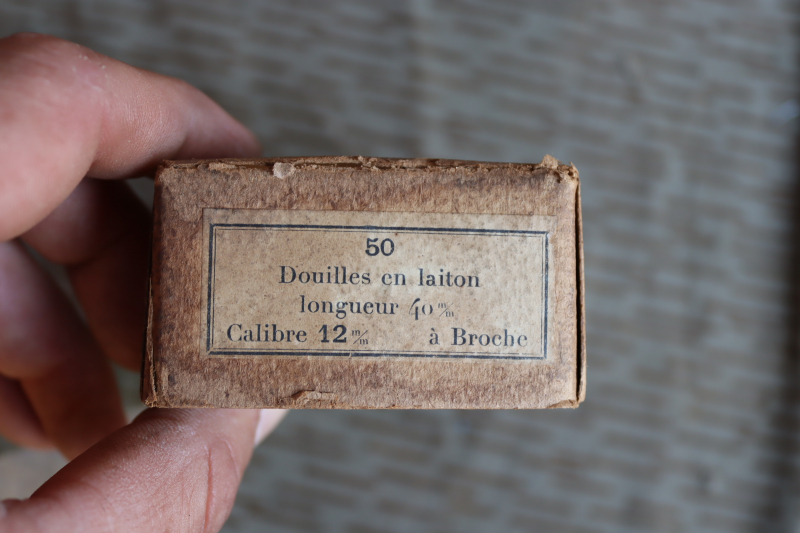 50
Douilles en laiton
longueur 40 m/m
Calibre 12 m/m à Broche